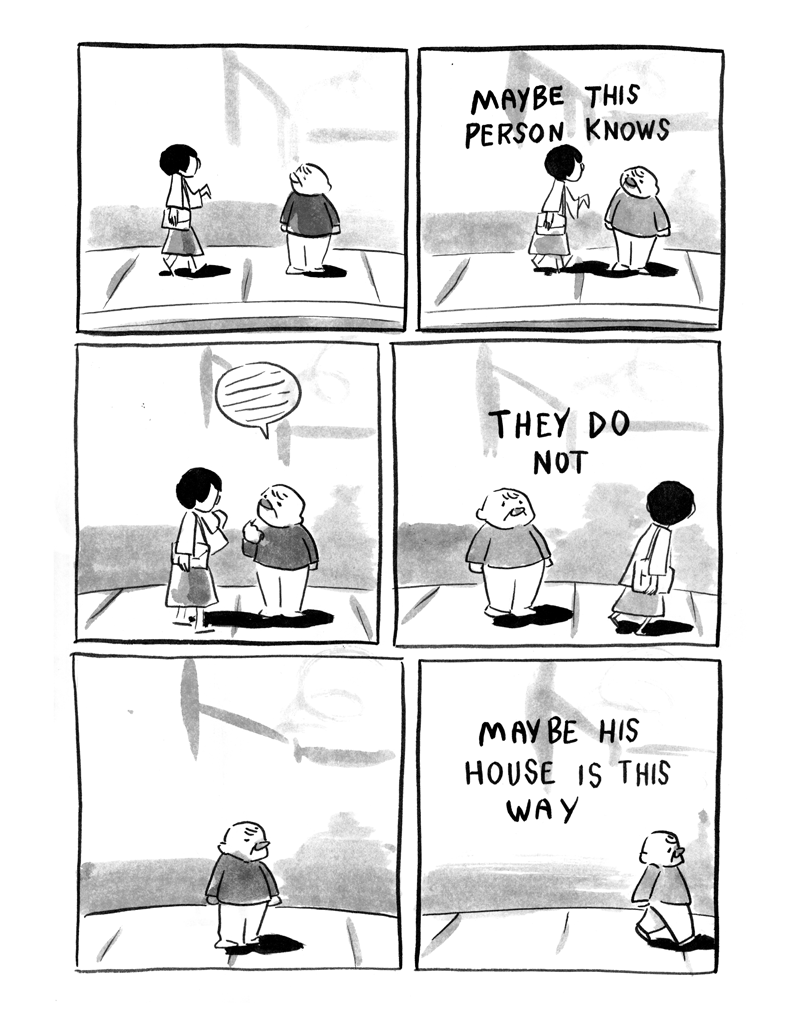 MAYBE THIS
PERSON KNOWS
THEY DO
NOT
MAYBE HIS
HOUSE IS THIS
WAY